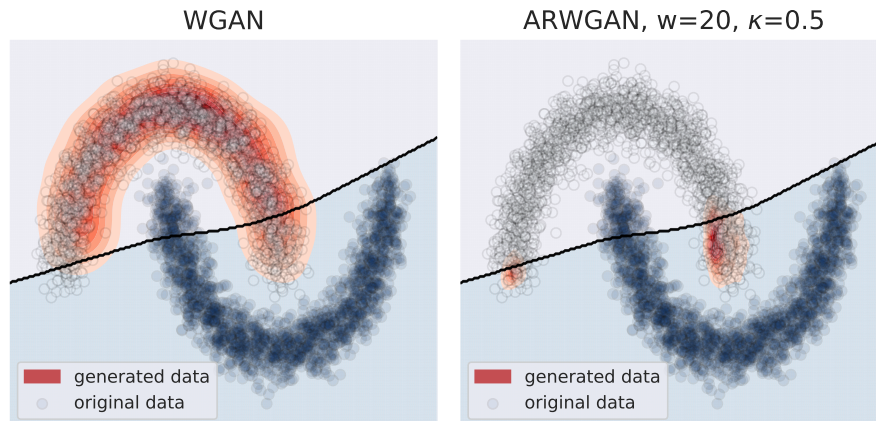 WGAN
generated data
original data
ARWGAN, w=20, κ=0.5
generated data
original data